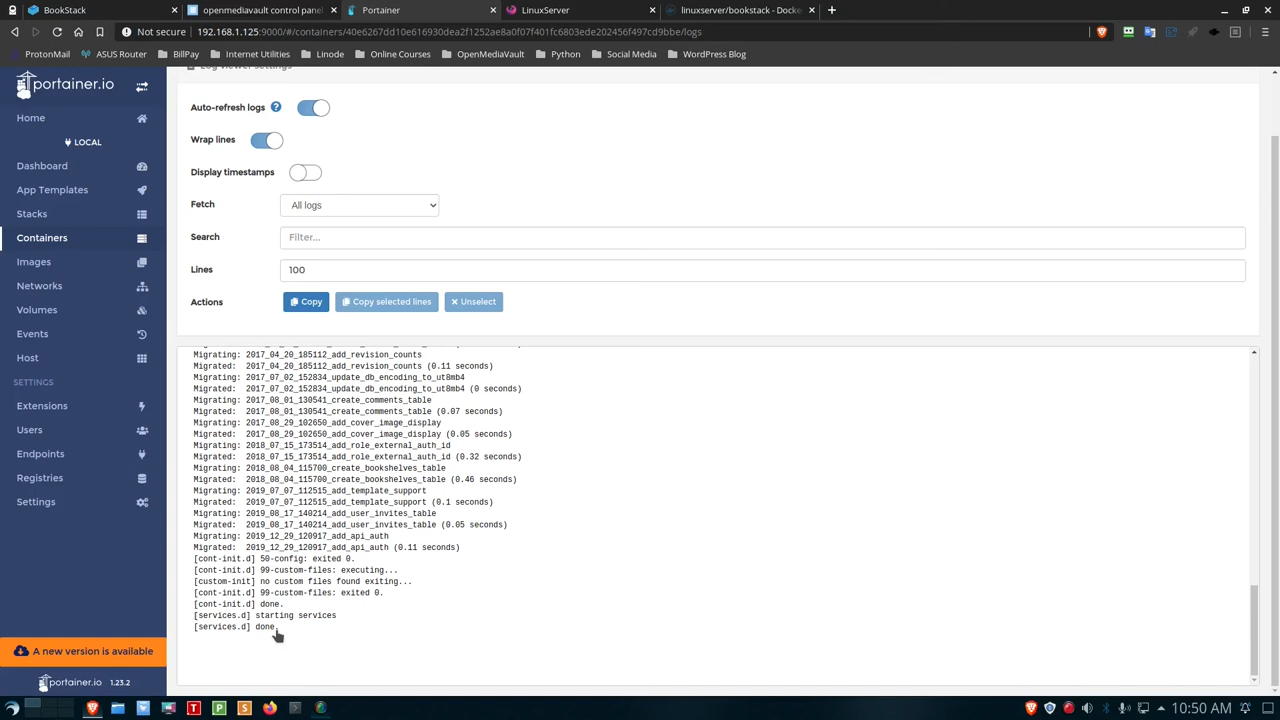 BookStack
openmediavault control panel
Portainer
LinuxServer
linuxserver/bookstack - Docke
Not secure
192.168.1.125:9000/#/containers/40e6267dd10e616930dea2f1252ae8a0f07f401fc6803ede202456f497cd9bbe/logs
ProtonMail
ASUS Router
BillPay
Internet Utilities
Linode
Online Courses
OpenMediaVault
Python
Social Media
WordPress Blog
portainer.io
Home
LOCAL
Dashboard
App Templates
Stacks
Containers
Images
Networks
Volumes
Events
Host
SETTINGS
Extensions
Users
Endpoints
Registries
Settings
A new version is available
portainer.io 1.23.2
Log viewer settings
Auto-refresh logs
Wrap lines
Display timestamps
Fetch
All logs
Search
Filter...
Lines
100
Actions
Copy
Copy selected lines
Unselect
Migrating: 2017_04_20_185112_add_revision_counts
Migrated: 2017_04_20_185112_add_revision_counts (0.11 seconds)
Migrating: 2017_07_02_152834_update_db_encoding_to_ut8mb4
Migrated: 2017_07_02_152834_update_db_encoding_to_ut8mb4 (0 seconds)
Migrating: 2017_08_01_130541_create_comments_table
Migrated: 2017_08_01_130541_create_comments_table (0.07 seconds)
Migrating: 2017_08_29_102650_add_cover_image_display
Migrated: 2017_08_29_102650_add_cover_image_display (0.05 seconds)
Migrating: 2018_07_15_173514_add_role_external_auth_id
Migrated: 2018_07_15_173514_add_role_external_auth_id (0.32 seconds)
Migrating: 2018_08_04_115700_create_bookshelves_table
Migrated: 2018_08_04_115700_create_bookshelves_table (0.46 seconds)
Migrating: 2019_07_07_112515_add_template_support
Migrated: 2019_07_07_112515_add_template_support (0.1 seconds)
Migrating: 2019_08_17_140214_add_user_invites_table
Migrated: 2019_08_17_140214_add_user_invites_table (0.05 seconds)
Migrating: 2019_12_29_120917_add_api_auth
Migrated: 2019_12_29_120917_add_api_auth (0.11 seconds)
[cont-init.d] 50-config: exited 0.
[cont-init.d] 99-custom-files: executing...
[custom-init] no custom files found exiting...
[cont-init.d] 99-custom-files: exited 0.
[cont-init.d] done.
[services.d] starting services
[services.d] done.
10:50 AM